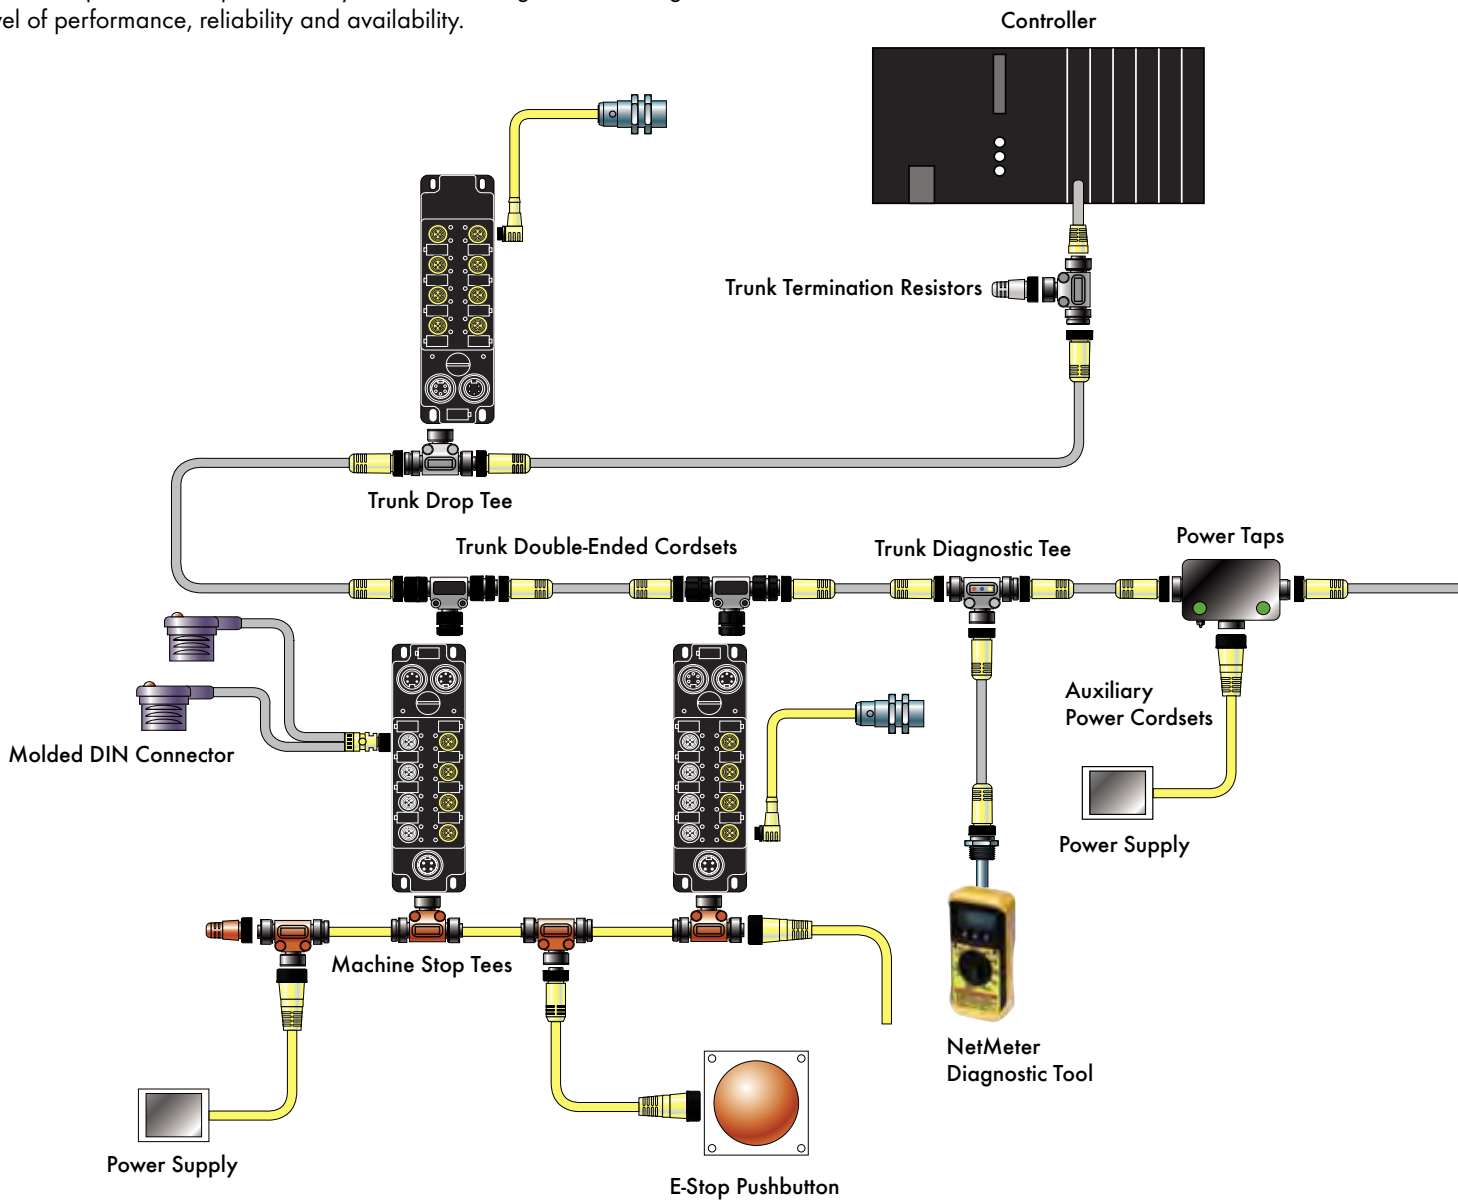 vel of performance, reliability and availability.
Controller
Trunk Termination Resistors
Trunk Drop Tee
Trunk Double-Ended Cordsets
Trunk Diagnostic Tee
Power Taps
Auxiliary
Power Cordsets
Molded DIN Connector
Power Supply
Machine Stop Tees
NetMeter
Diagnostic Tool
Power Supply
E-Stop Pushbutton